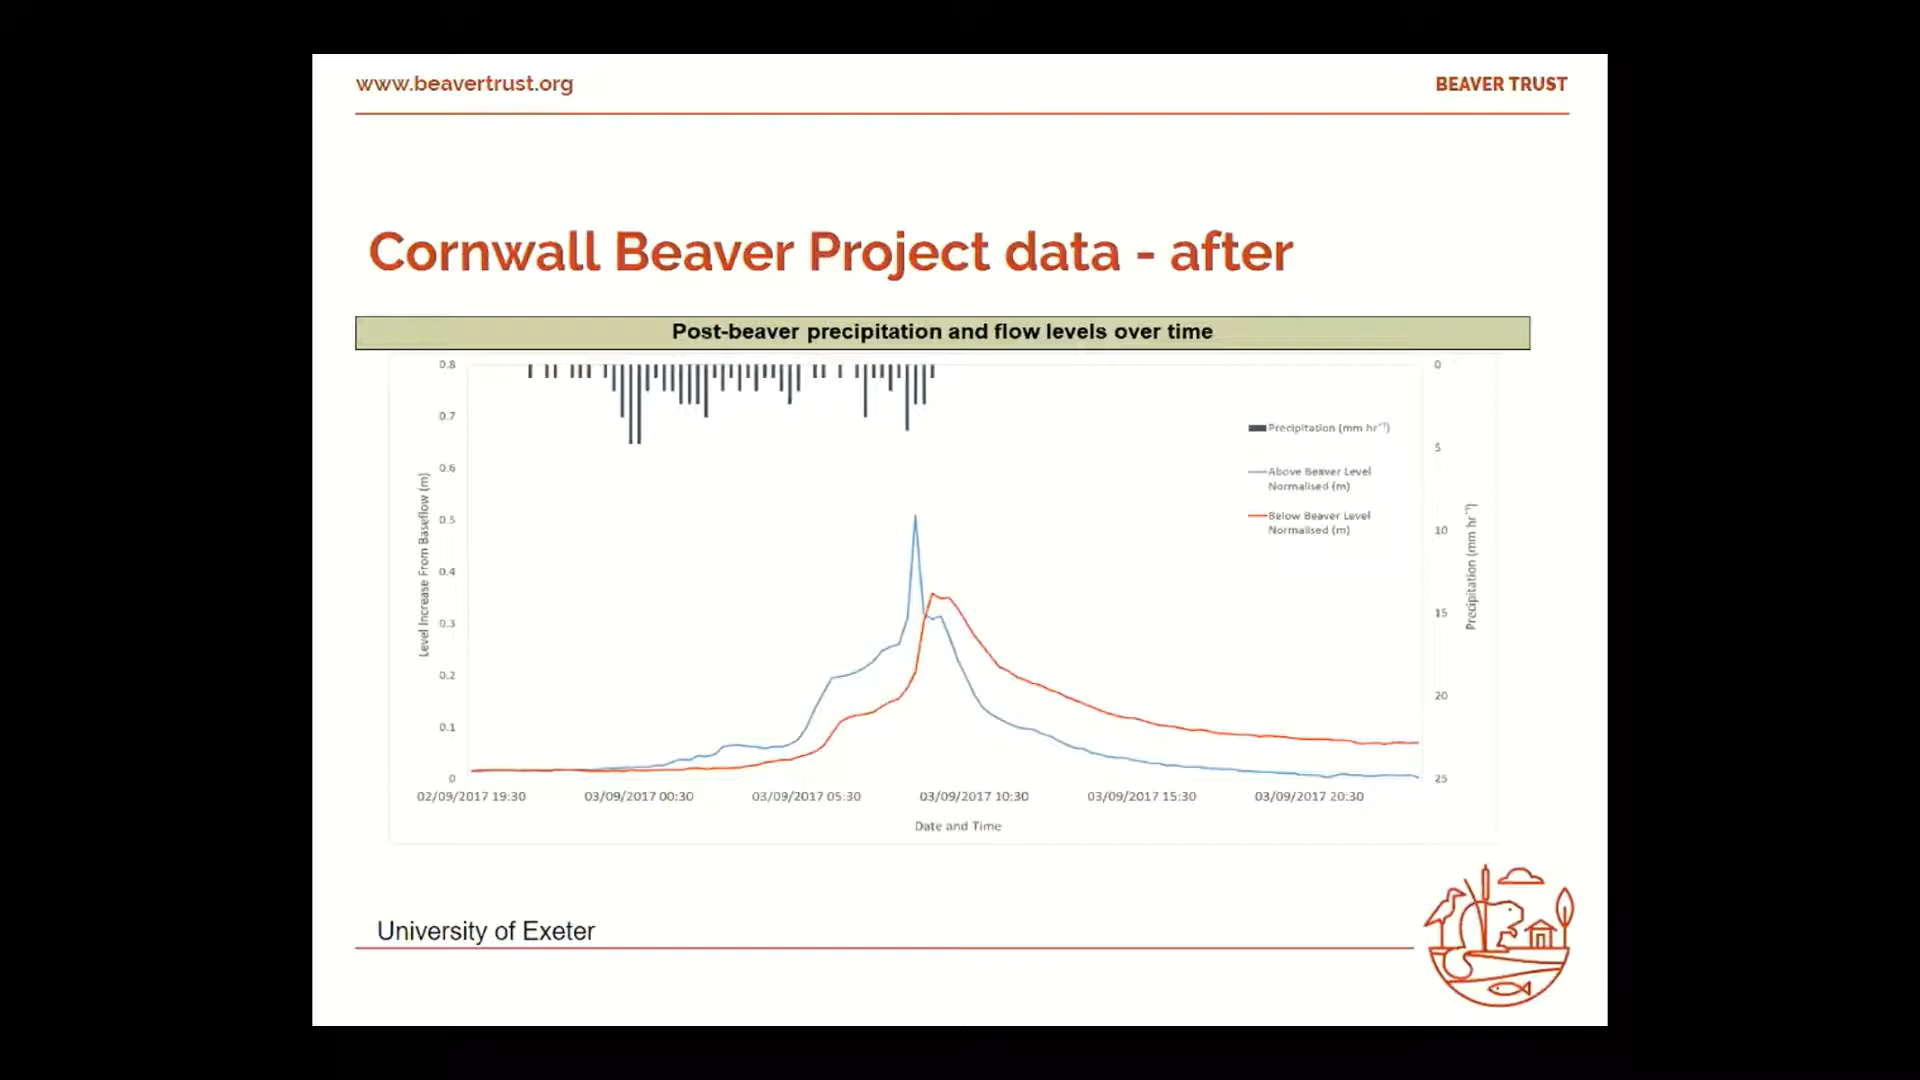 www.beavertrust.org
BEAVER TRUST
Cornwall Beaver Project data - after
Post-beaver precipitation and flow levels over time
0.8
0.7
0.6
0.5
0.4
0.3
0.2
0.1
0
Level Increase From Baseflow (m)
0
5
10
15
20
25
Precipitation (mm hr⁻¹)
Precipitation (mm hr⁻¹)
Above Beaver Level
Normalised (m)
Below Beaver Level
Normalised (m)
02/09/2017 19:30
03/09/2017 00:30
03/09/2017 05:30
03/09/2017 10:30
03/09/2017 15:30
03/09/2017 20:30
Date and Time
University of Exeter